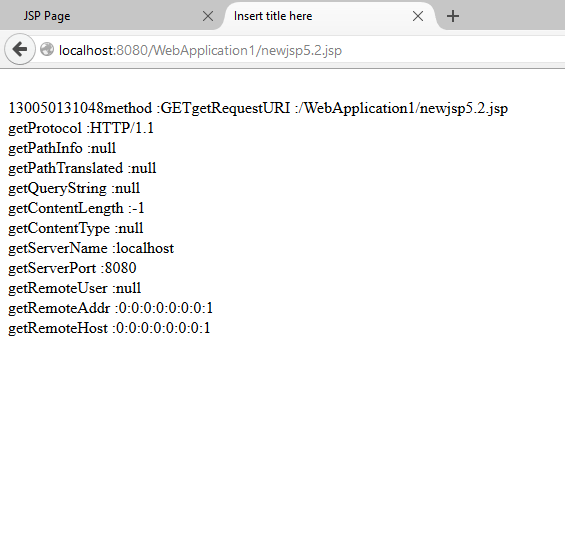 JSP Page
Insert title here
localhost:8080/WebApplication1/newjsp5.2.jsp
130050131048method :GETgetRequestURI :/WebApplication1/newjsp5.2.jsp
getProtocol :HTTP/1.1
getPathInfo :null
getPathTranslated :null
getQueryString :null
getContentLength :-1
getContentType :null
getServerName :localhost
getServerPort :8080
getRemoteUser :null
getRemoteAddr :0:0:0:0:0:0:0:1
getRemoteHost :0:0:0:0:0:0:0:1